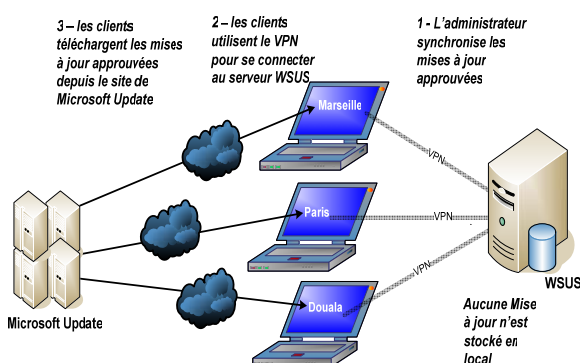 3 – les clients
téléchargent les mises
à jour approuvées
depuis le site de
Microsoft Update
2 – les clients
utilisent le VPN
pour se connecter
au serveur WSUS
1 - L'administrateur
synchronise les
mises à jour
approuvées
Marseille
VPN
Paris
VPN
VPN
Douala
WSUS
Microsoft Update
Aucune Mise
à jour n'est
stocké en
local